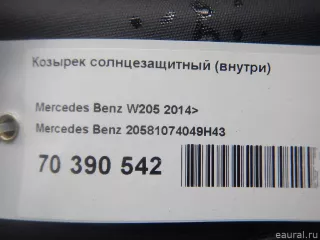 Козырек солнцезащитный (внутри)
Mercedes Benz W205 2014>
Mercedes Benz 20581074049H43
70 390 542
eaural.ru